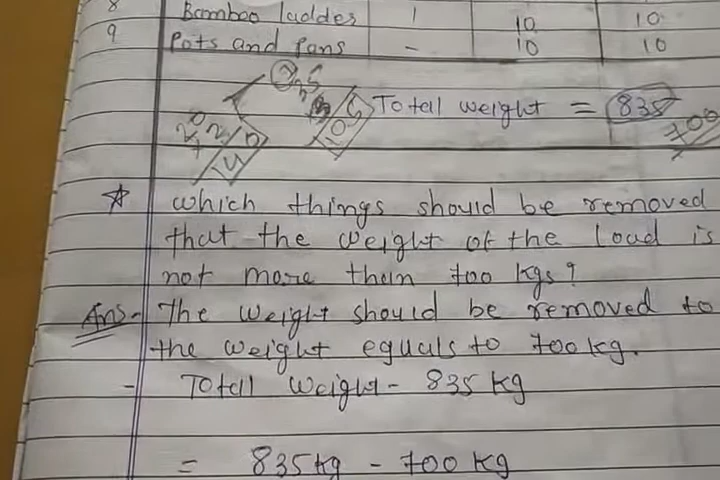 8 Bamboo laddes 1 10 10
9 Pots and Pans - 10 10
Total weight = 835
700
☆ which things should be removed
that the weight of the load is
not more than 700 kgs?
Ans- The weight should be removed to
the weight equals to 700 kg.
- Total Weight - 835 kg
= 835 kg - 700 kg